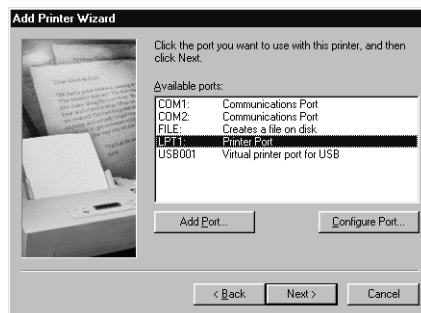 Add Printer Wizard
Click the port you want to use with this printer, and then
click Next.
Available ports:
COM1: Communications Port
COM2: Communications Port
FILE: Creates a file on disk
LPT1: Printer Port
USB001 Virtual printer port for USB
Add Port...
Configure Port...
< Back
Next >
Cancel